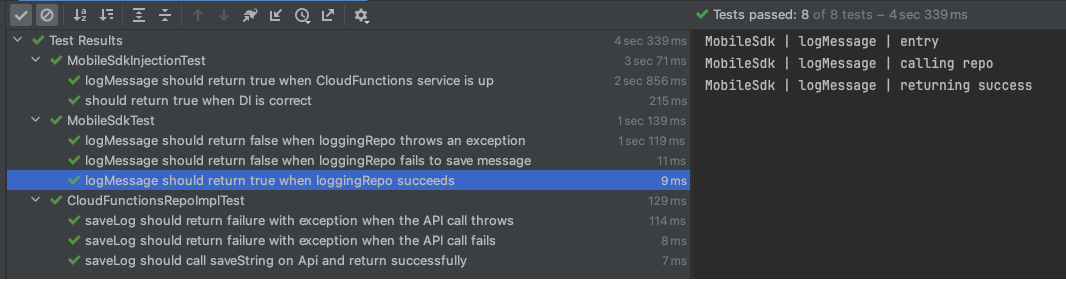 Tests passed: 8 of 8 tests – 4 sec 339 ms
Test Results 4 sec 339 ms
MobileSdkInjectionTest 3 sec 71 ms
logMessage should return true when CloudFunctions service is up 2 sec 856 ms
should return true when DI is correct 215 ms
MobileSdkTest 1 sec 139 ms
logMessage should return false when loggingRepo throws an exception 1 sec 119 ms
logMessage should return false when loggingRepo fails to save message 11 ms
logMessage should return true when loggingRepo succeeds 9 ms
CloudFunctionsRepoImplTest 129 ms
saveLog should return failure with exception when the API call throws 114 ms
saveLog should return failure with exception when the API call fails 8 ms
saveLog should call saveString on Api and return successfully 7 ms
MobileSdk | logMessage | entry
MobileSdk | logMessage | calling repo
MobileSdk | logMessage | returning success